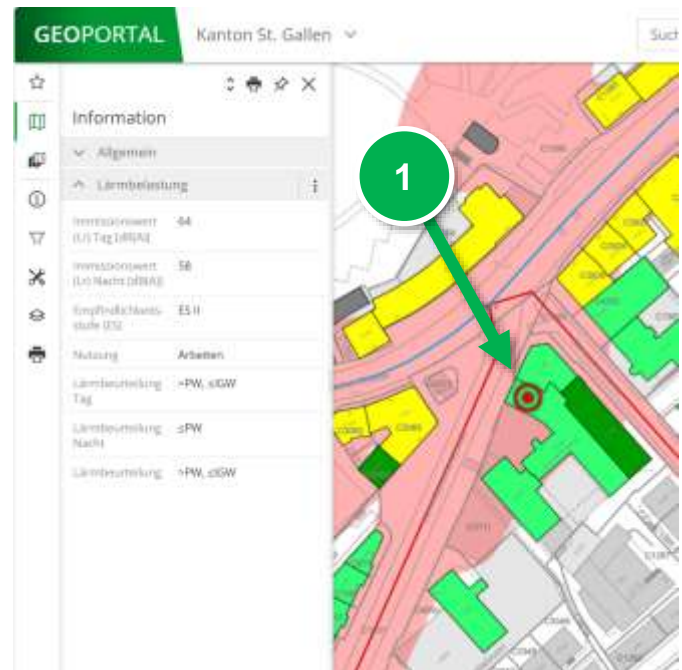 GEOPORTAL
Kanton St. Gallen
Such
Information
Allgemein
Lärmbelastung
Immissionswert 64
(Lr) Tag [dB(A)]
Immissionswert 58
(Lr) Nacht [dB(A)]
Empfindlichkeits- ES II
stufe (ES)
Nutzung Arbeiten
Lärmbeurteilung >PW, ≤IGW
Tag
Lärmbeurteilung ≤PW
Nacht
Lärmbeurteilung >PW, ≤IGW
1